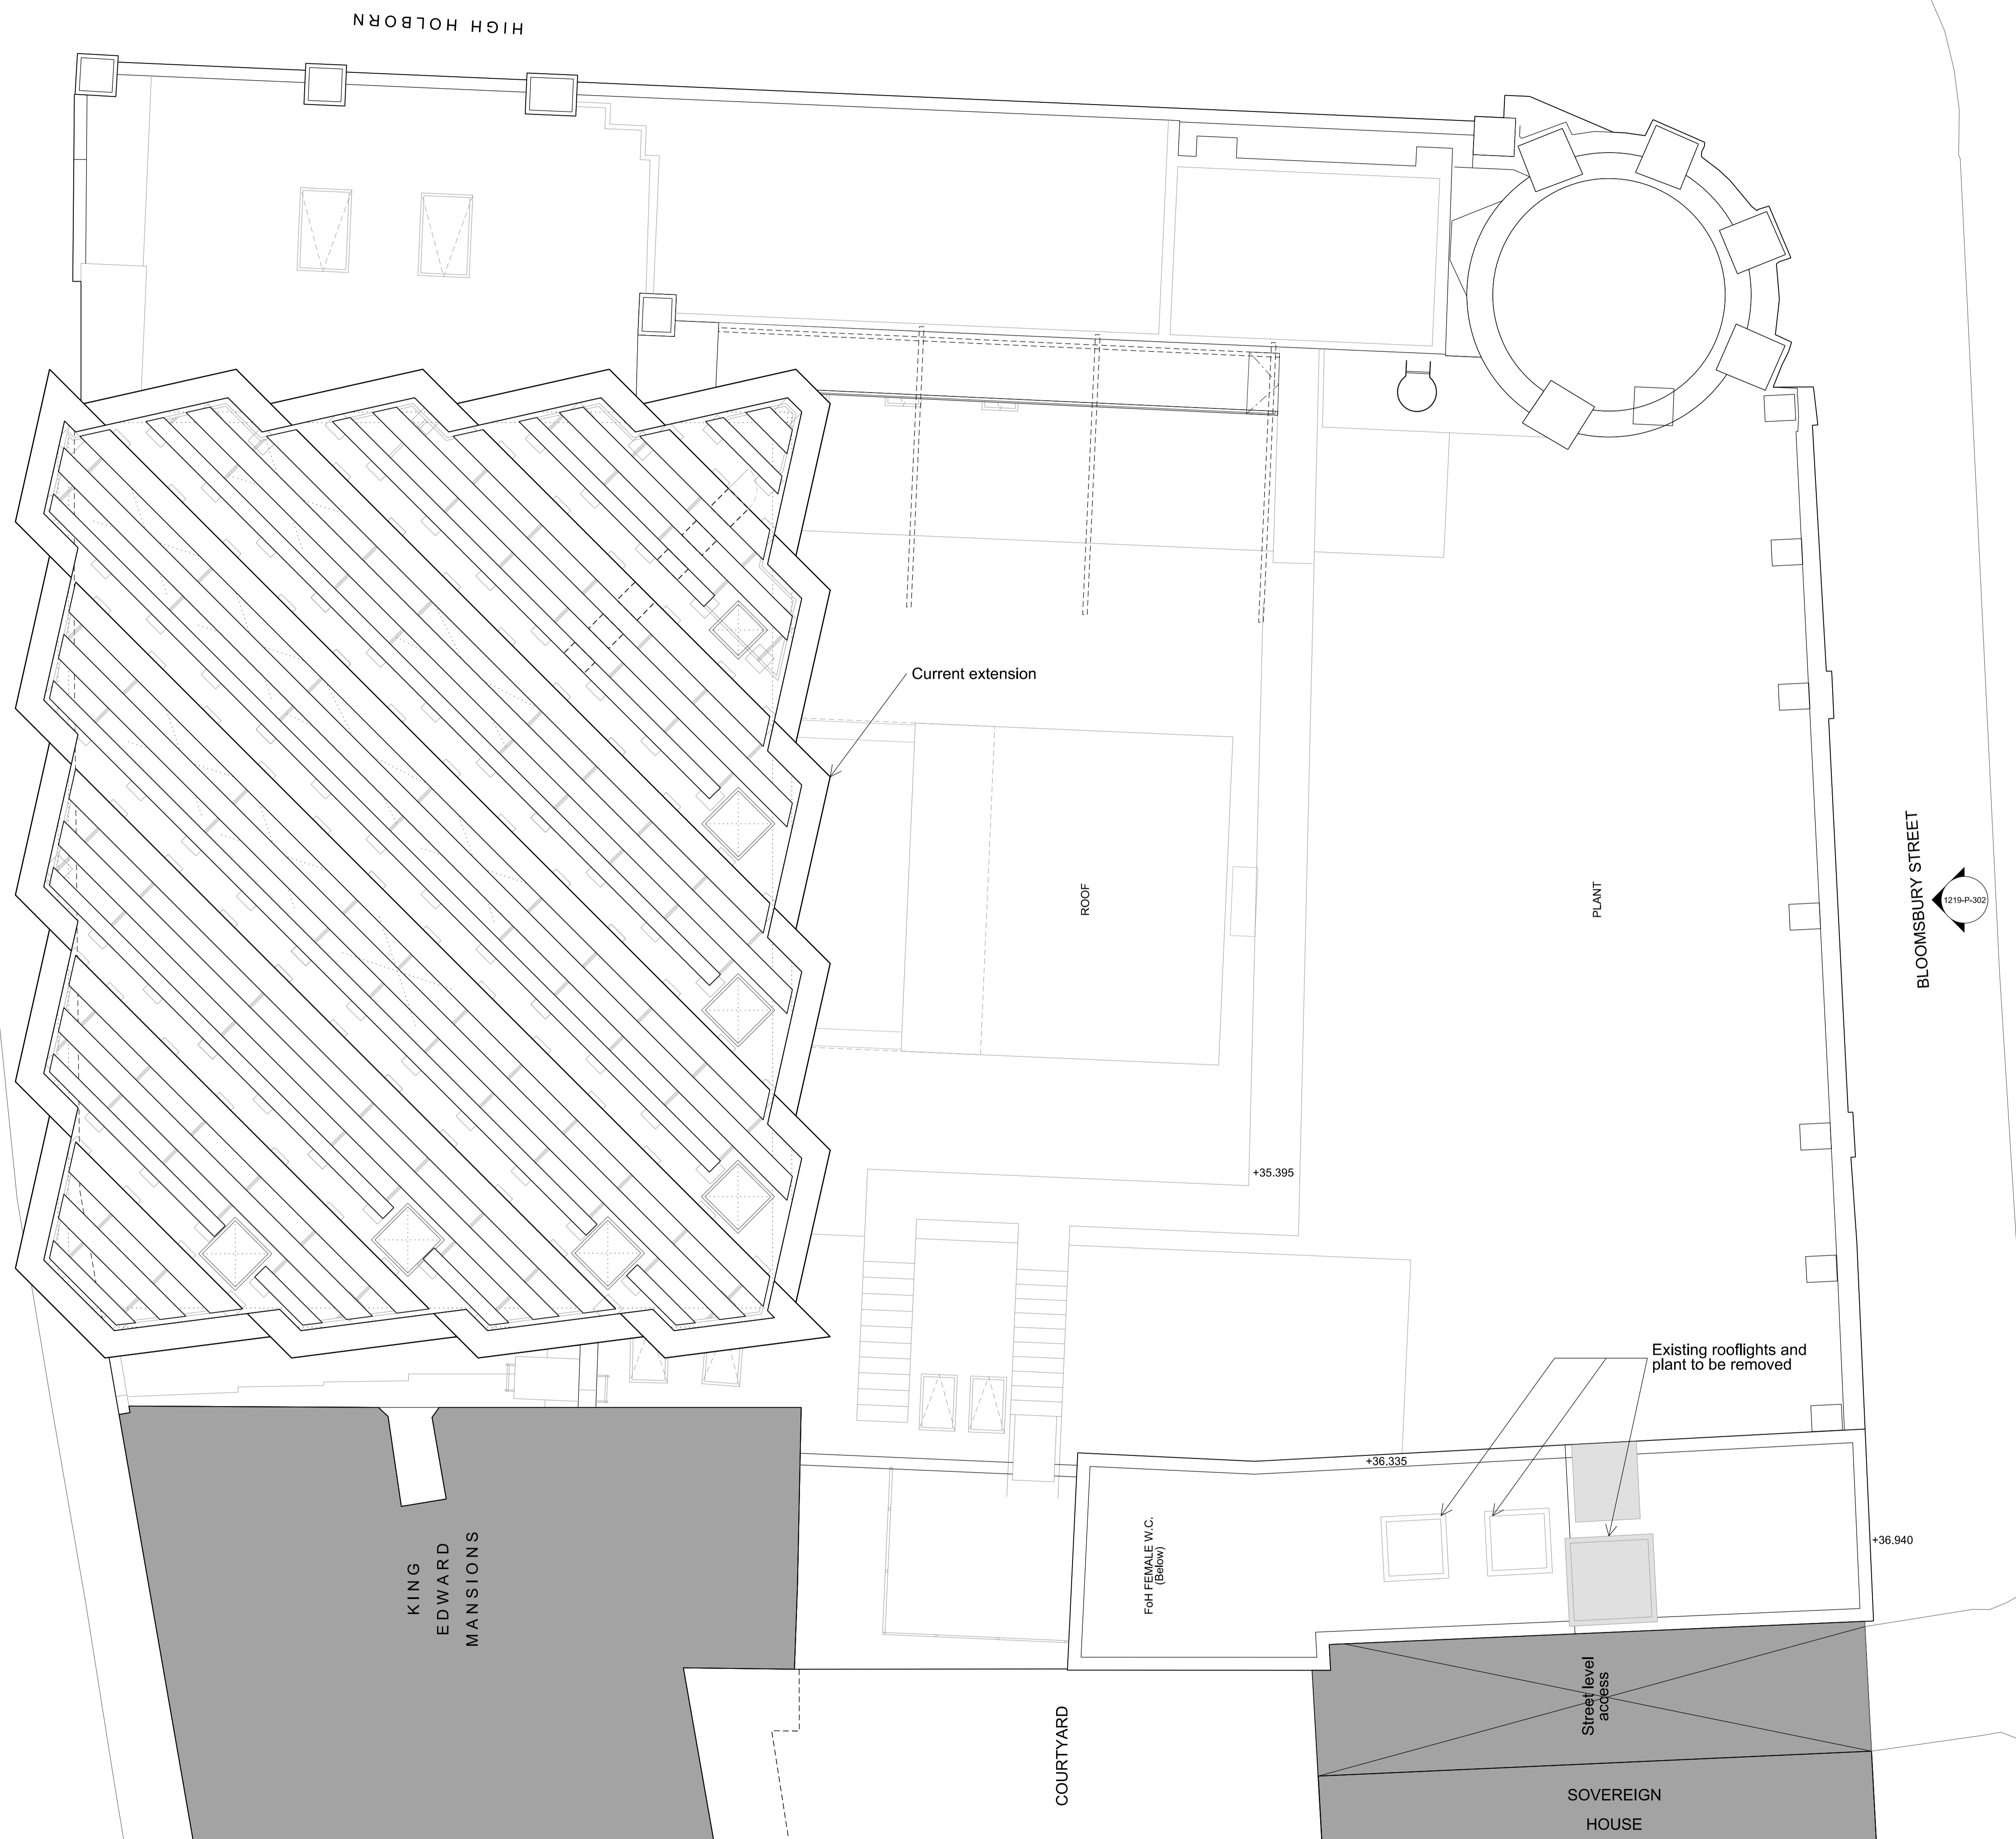 HIGH HOLBORN
Current extension
ROOF
PLANT
BLOOMSBURY STREET
1219-P-302
+35.395
Existing rooflights and
plant to be removed
+36.335
+36.940
FoH FEMALE W.C.
(Below)
KING
EDWARD
MANSIONS
COURTYARD
Street level
access
SOVEREIGN
HOUSE